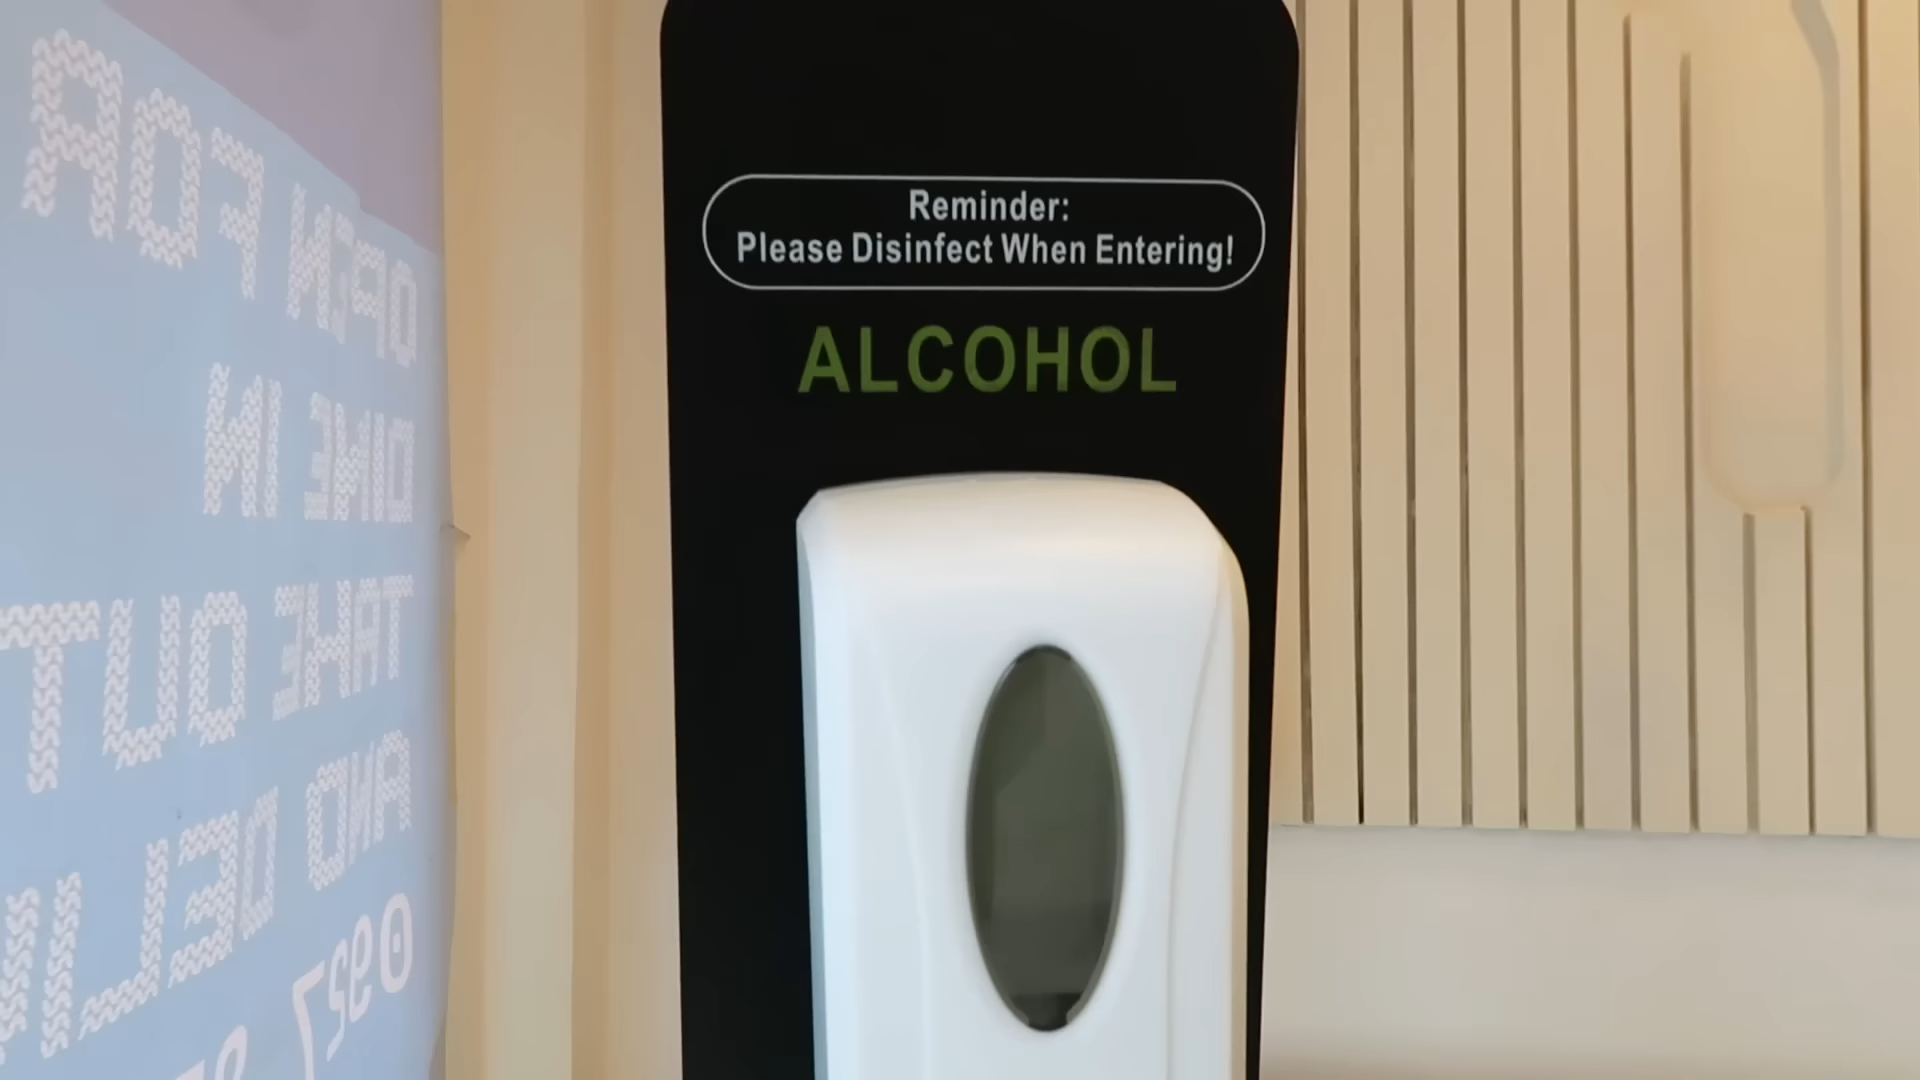 OPEN FOR
DINE IN
TAKE OUT
AND
Reminder:
Please Disinfect When Entering!
ALCOHOL